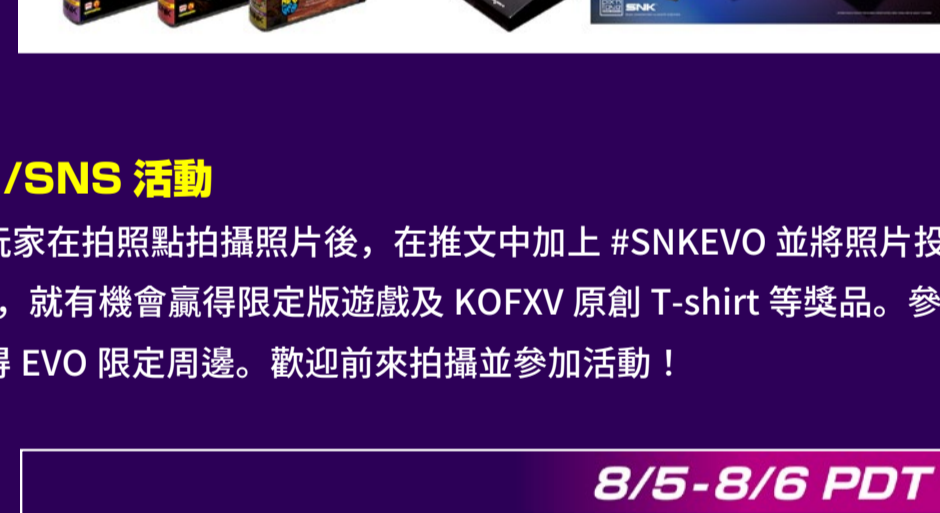 SNK
/SNS 活動
玩家在拍照點拍攝照片後，在推文中加上 #SNKEVO 並將照片投
，就有機會贏得限定版遊戲及 KOFXV 原創 T-shirt 等獎品。參
得 EVO 限定周邊。歡迎前來拍攝並參加活動！
8/5-8/6 PDT